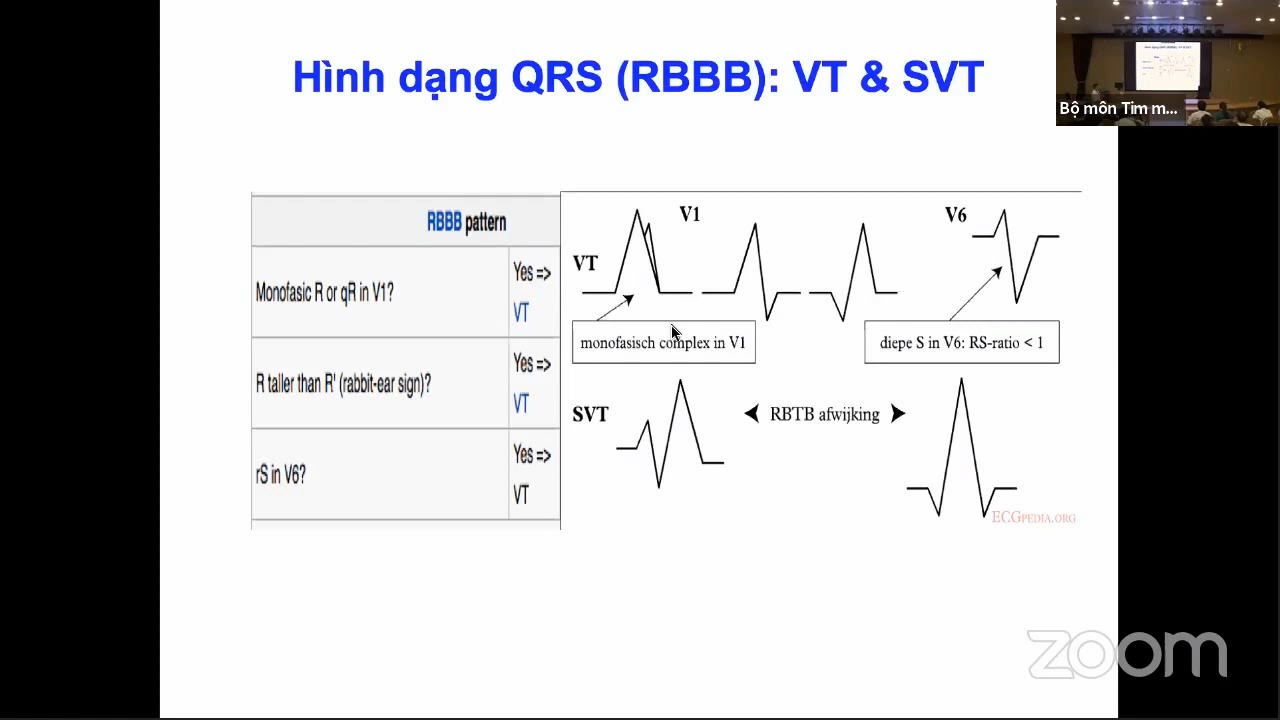 Hình dạng QRS (RBBB): VT & SVT
Bộ môn Tim m...
RBBB pattern
Monofasic R or qR in V1?
Yes =>
VT
R taller than R' (rabbit-ear sign)?
Yes =>
VT
rS in V6?
Yes =>
VT
V1
V6
VT
monofasisch complex in V1
diepe S in V6: RS-ratio < 1
SVT
RBTB afwijking
ECGPEDIA.ORG
zoom